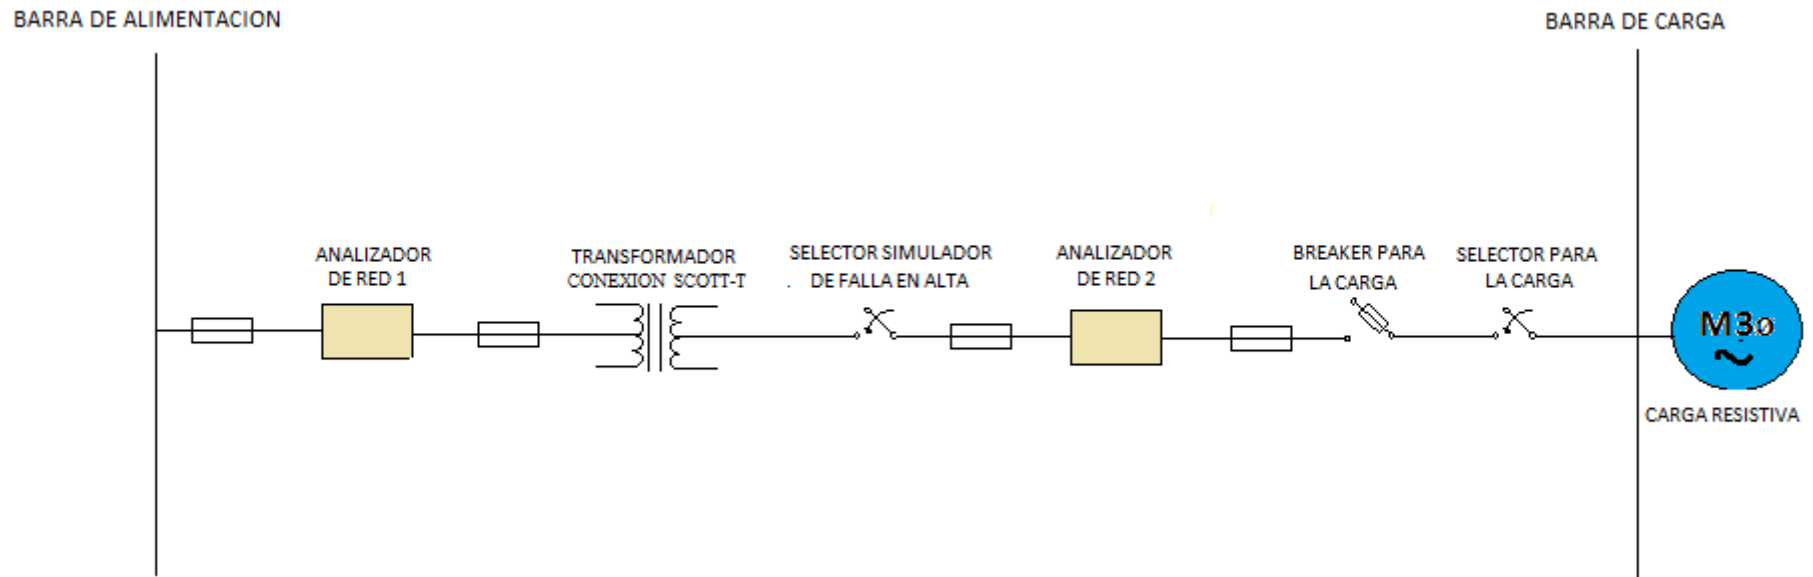 BARRA DE ALIMENTACION
BARRA DE CARGA
ANALIZADOR
DE RED 1
TRANSFORMADOR
CONEXION SCOTT-T
SELECTOR SIMULADOR
. DE FALLA EN ALTA
ANALIZADOR
DE RED 2
BREAKER PARA
LA CARGA
SELECTOR PARA
LA CARGA
M3ø
~
CARGA RESISTIVA